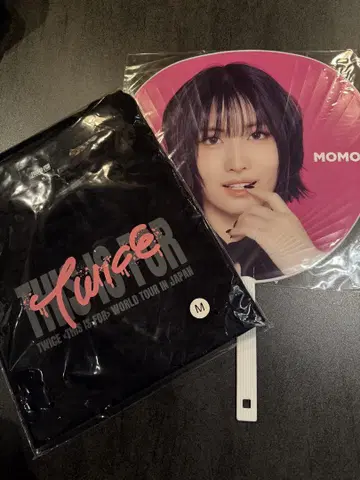 MOMO
THIS IS FOR
TWICE
TWICE <THIS IS FOR> WORLD TOUR IN JAPAN
M